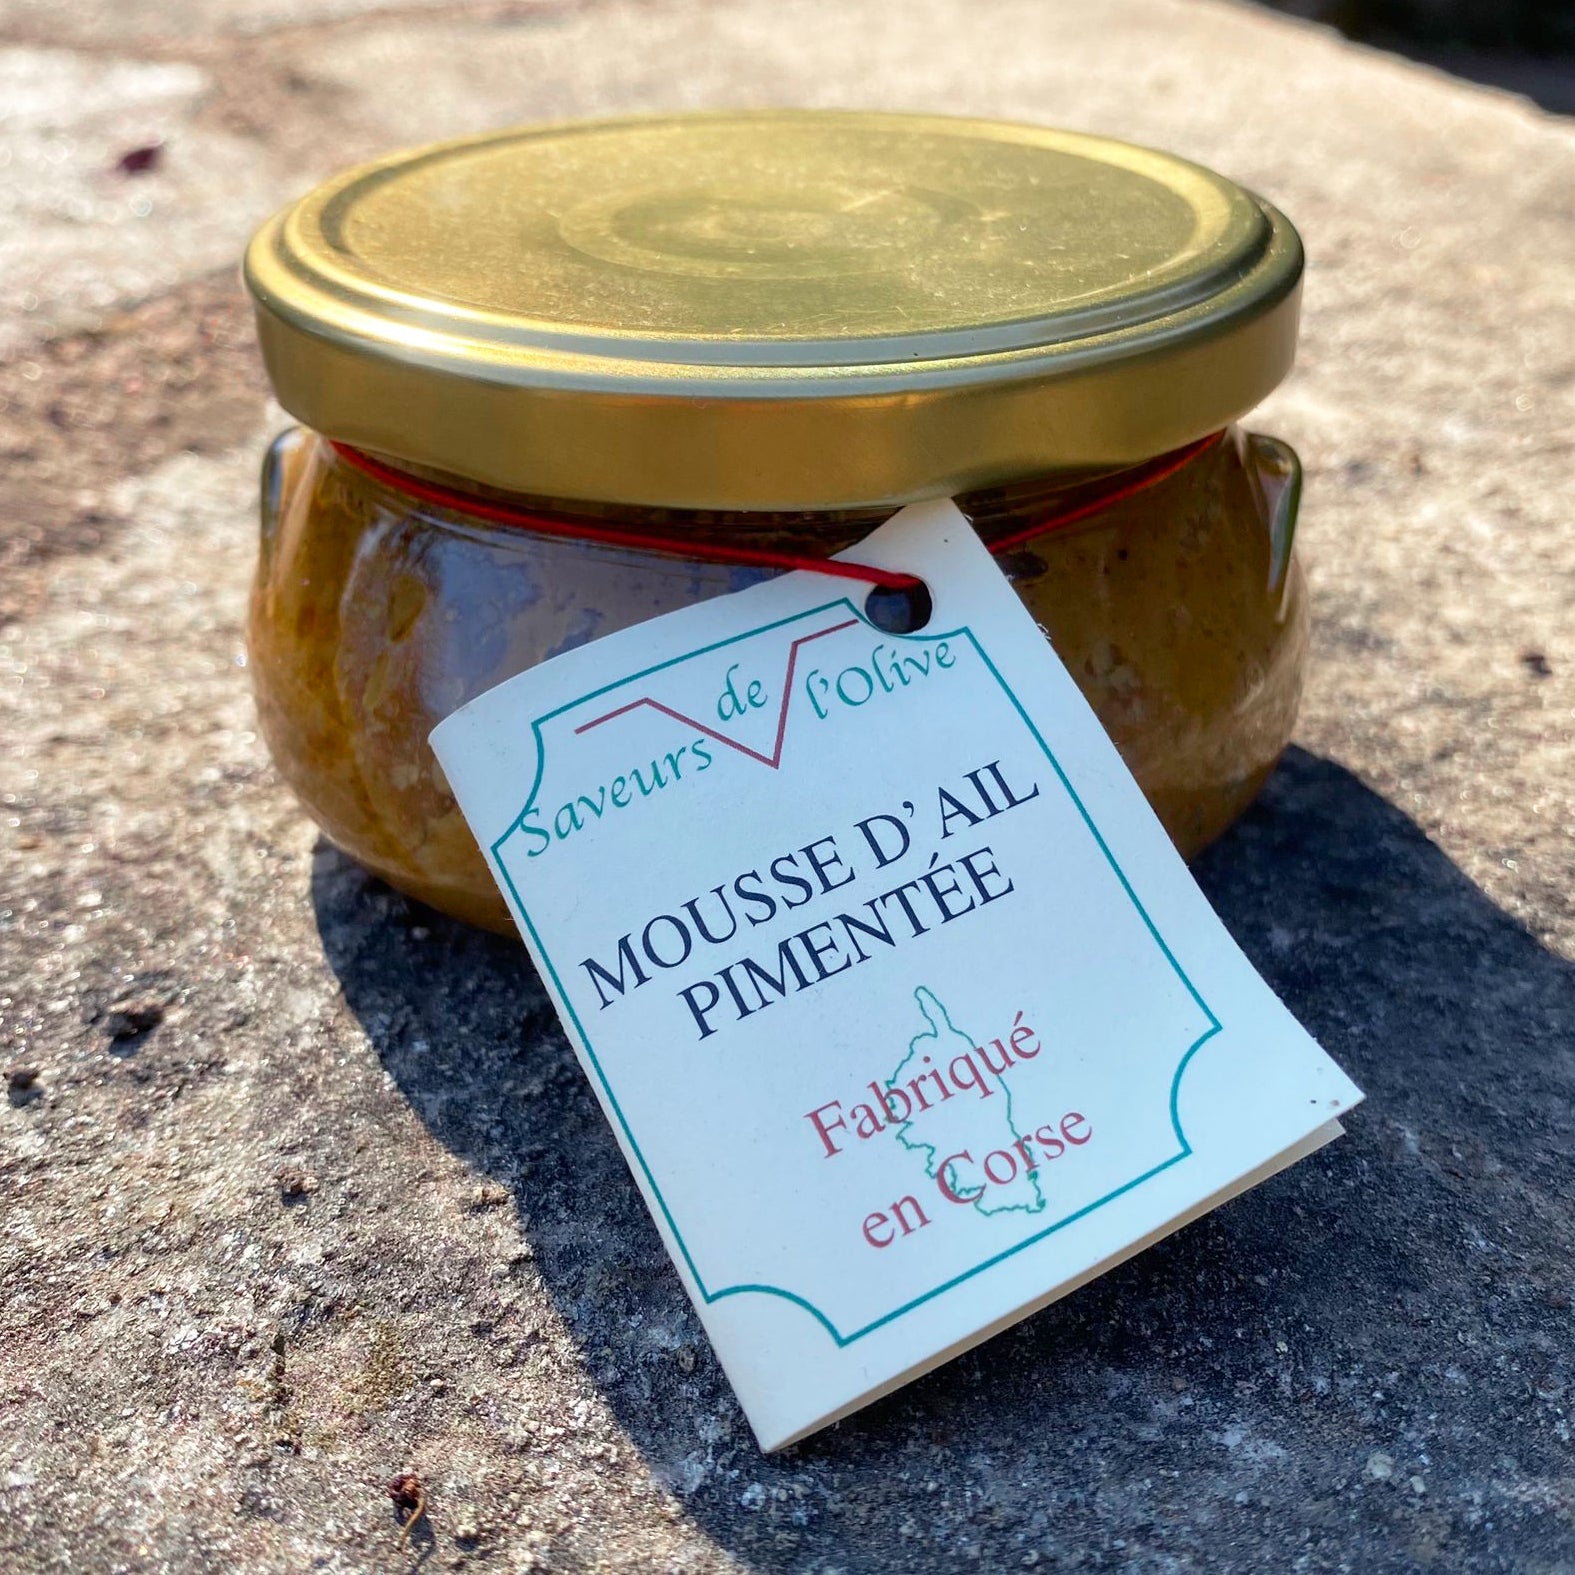 Saveurs de l'Olive
MOUSSE D'AIL
PIMENTÉE
Fabriqué
en Corse